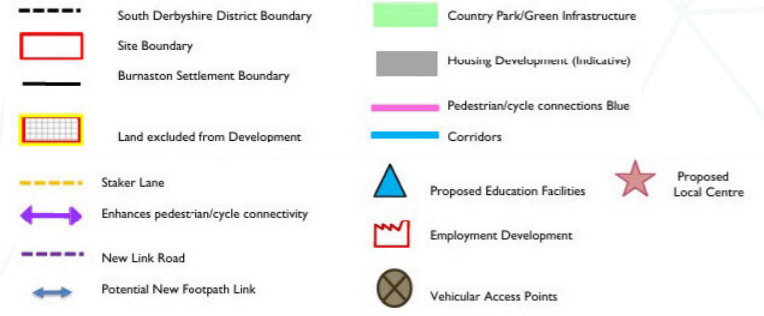 South Derbyshire District Boundary
Site Boundary
Burnaston Settlement Boundary
Land excluded from Development
Staker Lane
Enhances pedestrian/cycle connectivity
New Link Road
Potential New Footpath Link
Country Park/Green Infrastructure
Housing Development (Indicative)
Pedestrian/cycle connections Blue
Corridors
Proposed Education Facilities
Employment Development
Vehicular Access Points
Proposed
Local Centre